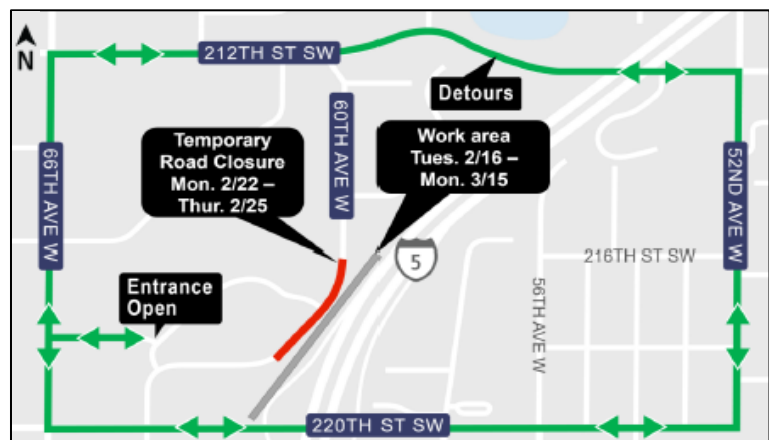 N
212TH ST SW
Detours
60TH AVE W
Temporary
Road Closure
Mon. 2/22 –
Thur. 2/25
Work area
Tues. 2/16 –
Mon. 3/15
66TH AVE W
52ND AVE W
5
216TH ST SW
56TH AVE W
Entrance
Open
220TH ST SW